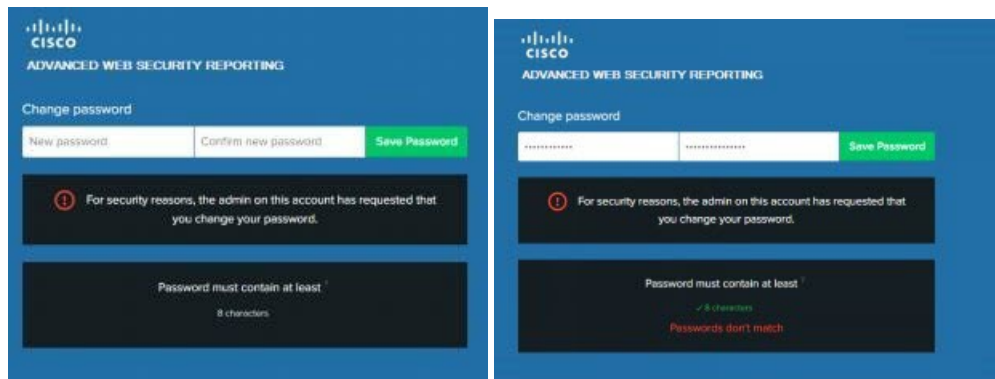 CISCO
ADVANCED WEB SECURITY REPORTING
Change password
New password
Confirm new password
Save Password
For security reasons, the admin on this account has requested that
you change your password.
Password must contain at least
8 characters
CISCO
ADVANCED WEB SECURITY REPORTING
Change password
Save Password
For security reasons, the admin on this account has requested that
you change your password.
Password must contain at least
✓ 8 characters
Passwords don't match